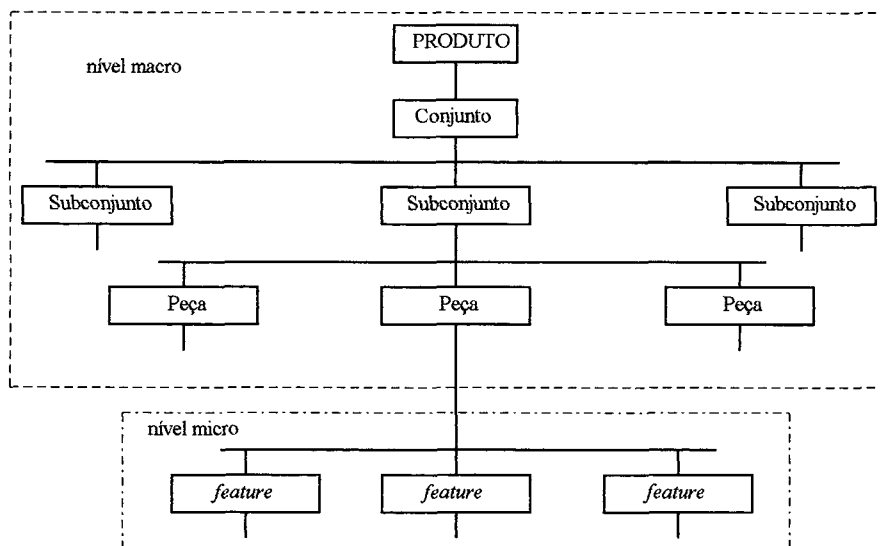 PRODUTO
nível macro
Conjunto
Subconjunto
Subconjunto
Subconjunto
Peça
Peça
Peça
nível micro
feature
feature
feature